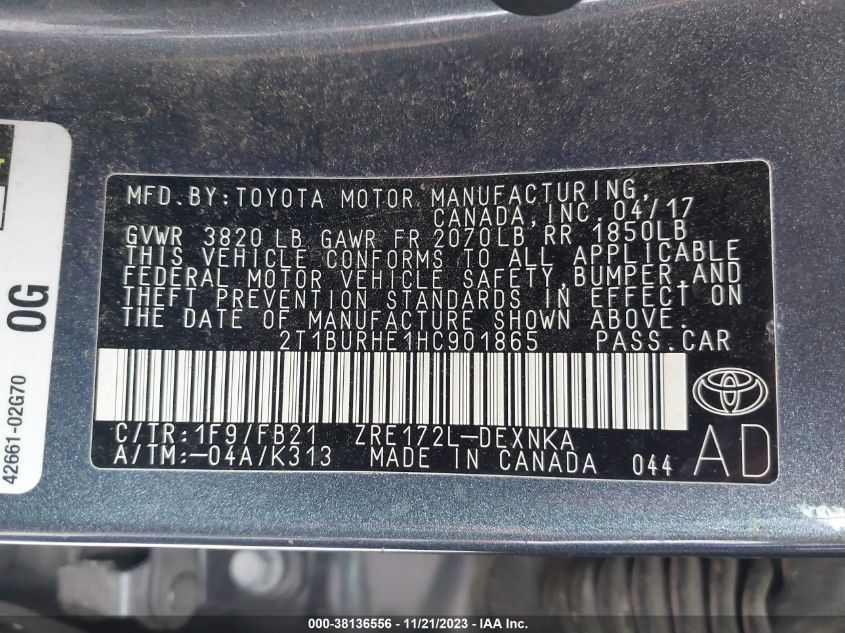 MFD.BY:TOYOTA MOTOR MANUFACTURING,
CANADA,INC. 04/17
GVWR 3820 LB GAWR FR 2070LB RR 1850LB
THIS VEHICLE CONFORMS TO ALL APPLICABLE
FEDERAL MOTOR VEHICLE SAFETY,BUMPER,AND
THEFT PREVENTION STANDARDS IN EFFECT ON
THE DATE OF MANUFACTURE SHOWN ABOVE.
2T1BURHE1HC901865 PASS.CAR
C/TR:1F9/FB21 ZRE172L-DEXNKA
A/TM:-04A/K313 MADE IN CANADA 044
AD
0G
42661-02G70
000-38136556 - 11/21/2023 - IAA Inc.